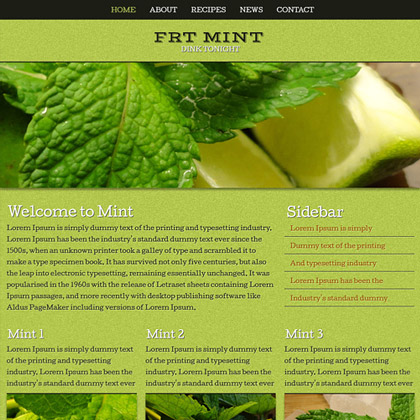 HOME ABOUT RECIPES NEWS CONTACT
FRT MINT
DINK TONIGHT
Welcome to Mint
Lorem Ipsum is simply dummy text of the printing and typesetting industry.
Lorem Ipsum has been the industry's standard dummy text ever since the
1500s, when an unknown printer took a galley of type and scrambled it to
make a type specimen book. It has survived not only five centuries, but also
the leap into electronic typesetting, remaining essentially unchanged. It was
popularised in the 1960s with the release of Letraset sheets containing Lorem
Ipsum passages, and more recently with desktop publishing software like
Aldus PageMaker including versions of Lorem Ipsum.
Sidebar
Lorem Ipsum is simply
Dummy text of the printing
And typesetting industry
Lorem Ipsum has been the
Industry's standard dummy
Mint 1
Lorem Ipsum is simply dummy text
of the printing and typesetting
industry. Lorem Ipsum has been the
industry's standard dummy text ever
Mint 2
Lorem Ipsum is simply dummy text
of the printing and typesetting
industry. Lorem Ipsum has been the
industry's standard dummy text ever
Mint 3
Lorem Ipsum is simply dummy text
of the printing and typesetting
industry. Lorem Ipsum has been the
industry's standard dummy text ever